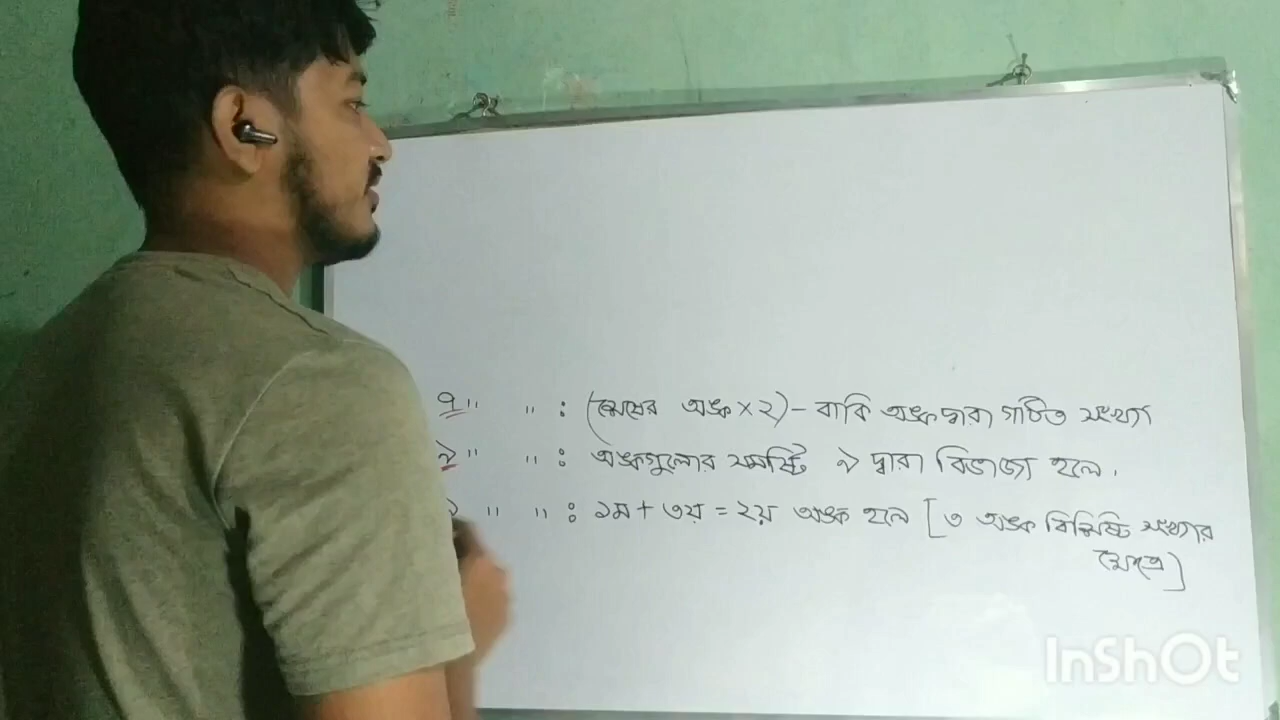 ৭ " " : (শেষের অঙ্ক × ২) - বাকি অঙ্কদ্বারা গঠিত সংখ্যা
৯ " " : অঙ্কগুলোর সমষ্টি ৯ দ্বারা বিভাজ্য হলে.
১ " " : ১ম + ৩য় = ২য় অঙ্ক হলে [৩ অঙ্ক বিশিষ্ট সংখ্যার
ক্ষেত্রে]
InShOt